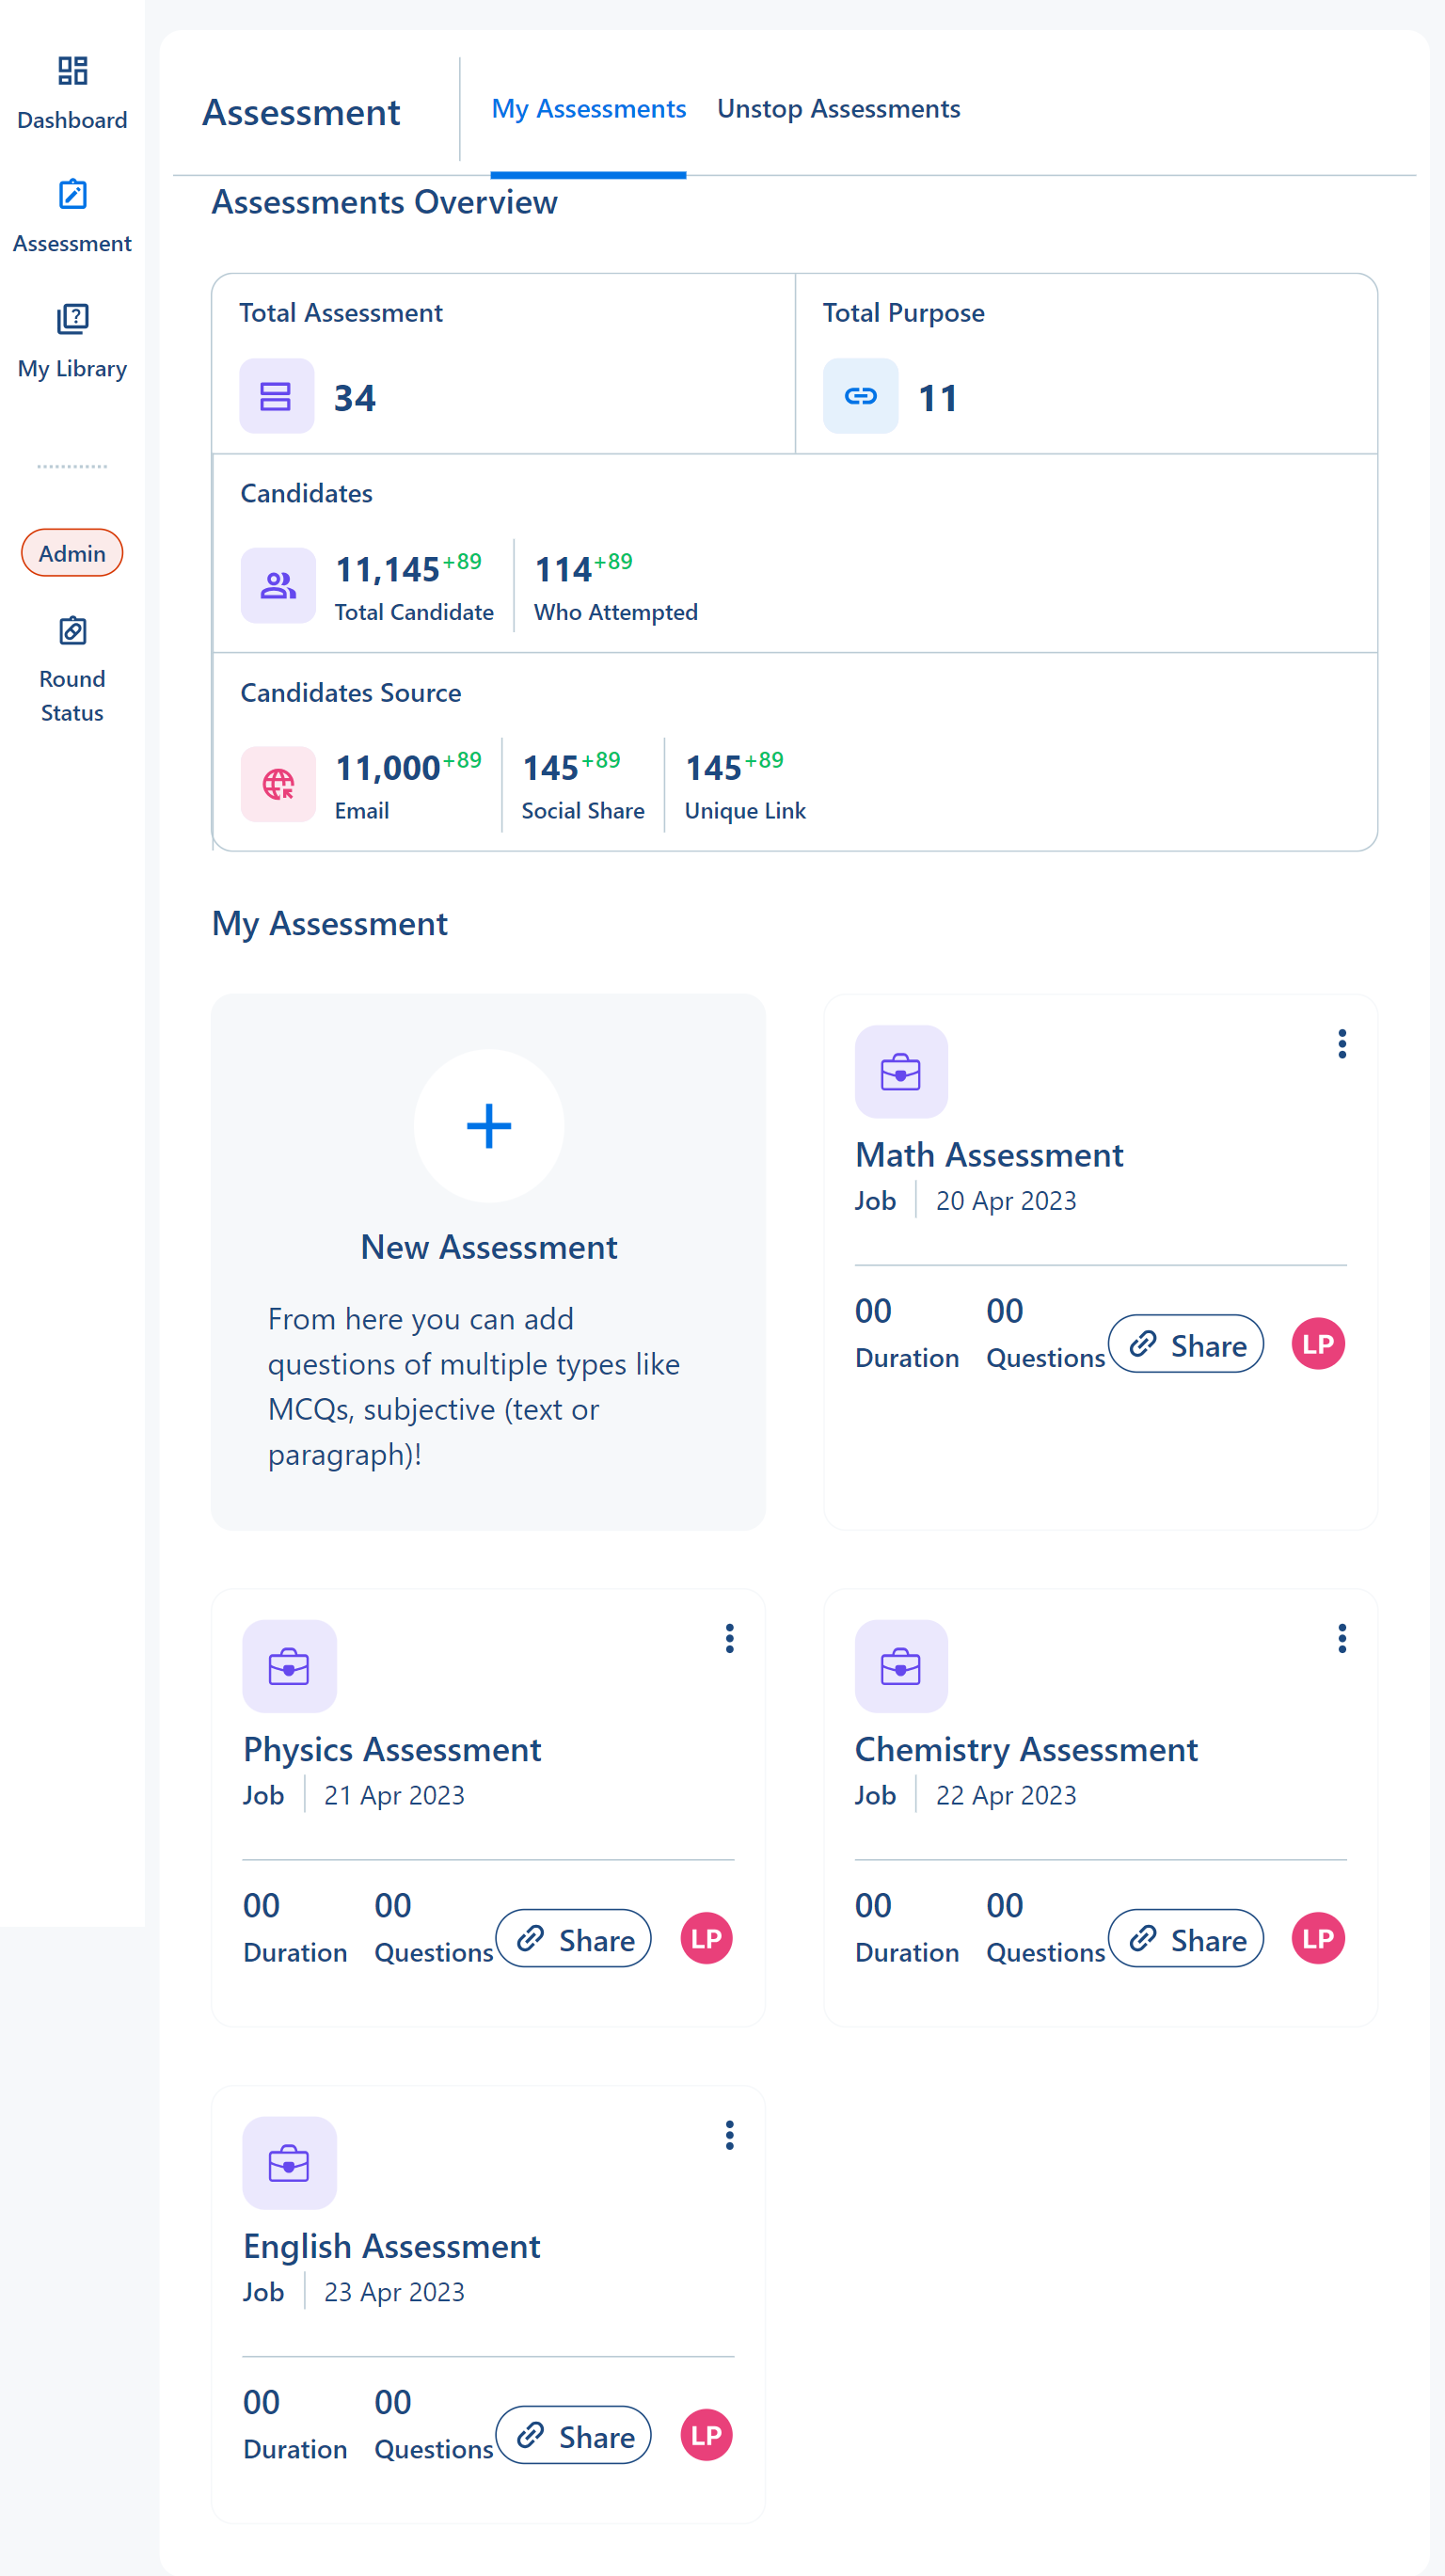 Dashboard
Assessment
My Library
Admin
Round
Status
Assessment
My Assessments
Unstop Assessments
Assessments Overview
Total Assessment
34
Total Purpose
11
Candidates
11,145 +89
Total Candidate
114 +89
Who Attempted
Candidates Source
11,000 +89
Email
145 +89
Social Share
145 +89
Unique Link
My Assessment
New Assessment
From here you can add
questions of multiple types like
MCQs, subjective (text or
paragraph)!
Math Assessment
Job 20 Apr 2023
00
Duration
00
Questions
Share
LP
Physics Assessment
Job 21 Apr 2023
00
Duration
00
Questions
Share
LP
Chemistry Assessment
Job 22 Apr 2023
00
Duration
00
Questions
Share
LP
English Assessment
Job 23 Apr 2023
00
Duration
00
Questions
Share
LP